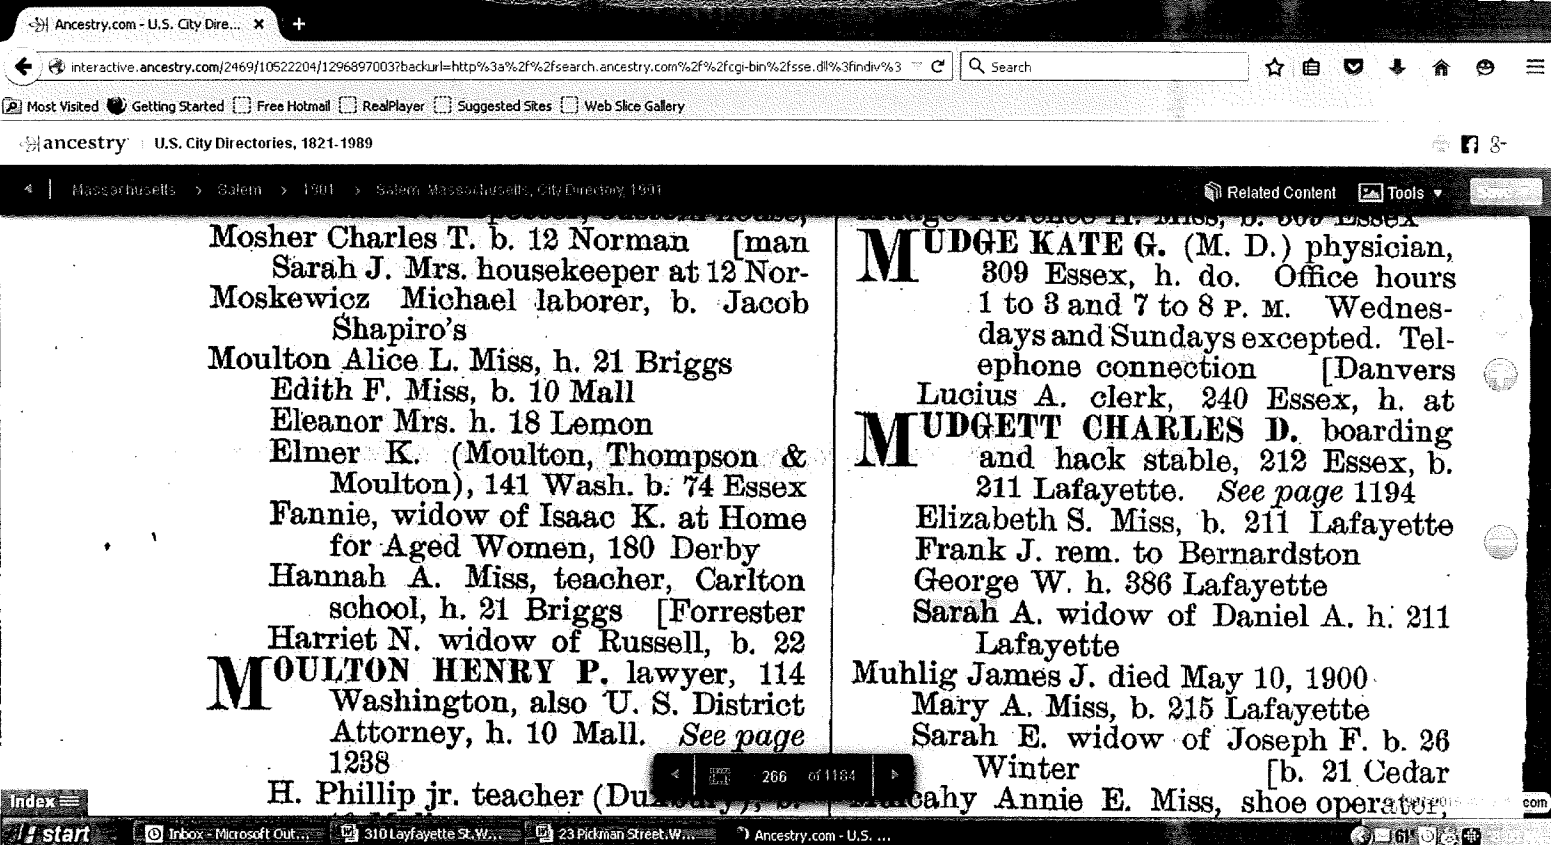 Ancestry.com - U.S. City Dire... × +
interactive.ancestry.com/2469/10522204/1296897003?backurl=http%3a%2f%2fsearch.ancestry.com%2f%2fcgi-bin%2fsse.dll%3findiv%3
Search
Most Visited Getting Started Free Hotmail RealPlayer Suggested Sites Web Slice Gallery
ancestry U.S. City Directories, 1821-1989
Massachusetts > Salem > 1901 > Salem, Massachusetts, City Directory, 1901
Related Content Tools
Mosher Charles T. b. 12 Norman [man
Sarah J. Mrs. housekeeper at 12 Nor-
Moskewicz Michael laborer, b. Jacob
Shapiro's
Moulton Alice L. Miss, h. 21 Briggs
Edith F. Miss, b. 10 Mall
Eleanor Mrs. h. 18 Lemon
Elmer K. (Moulton, Thompson &
Moulton), 141 Wash. b. 74 Essex
Fannie, widow of Isaac K. at Home
for Aged Women, 180 Derby
Hannah A. Miss, teacher, Carlton
school, h. 21 Briggs [Forrester
Harriet N. widow of Russell, b. 22
MOULTON HENRY P. lawyer, 114
Washington, also U. S. District
Attorney, h. 10 Mall. See page
1238
H. Phillip jr. teacher (Duxbury), b.
Miss, b. 309 Essex
MUDGE KATE G. (M. D.) physician,
309 Essex, h. do. Office hours
1 to 3 and 7 to 8 P. M. Wednes-
days and Sundays excepted. Tel-
ephone connection [Danvers
Lucius A. clerk, 240 Essex, h. at
MUDGETT CHARLES D. boarding
and hack stable, 212 Essex, b.
211 Lafayette. See page 1194
Elizabeth S. Miss, b. 211 Lafayette
Frank J. rem. to Bernardston
George W. h. 386 Lafayette
Sarah A. widow of Daniel A. h. 211
Lafayette
Muhlig James J. died May 10, 1900
Mary A. Miss, b. 215 Lafayette
Sarah E. widow of Joseph F. b. 26
Winter [b. 21 Cedar
Mulcahy Annie E. Miss, shoe operator,
266 of 1184
Index
com
start Inbox - Microsoft Out... 310 Layfayette St.W... 23 Pickman Street.W... Ancestry.com - U.S. ...
61°